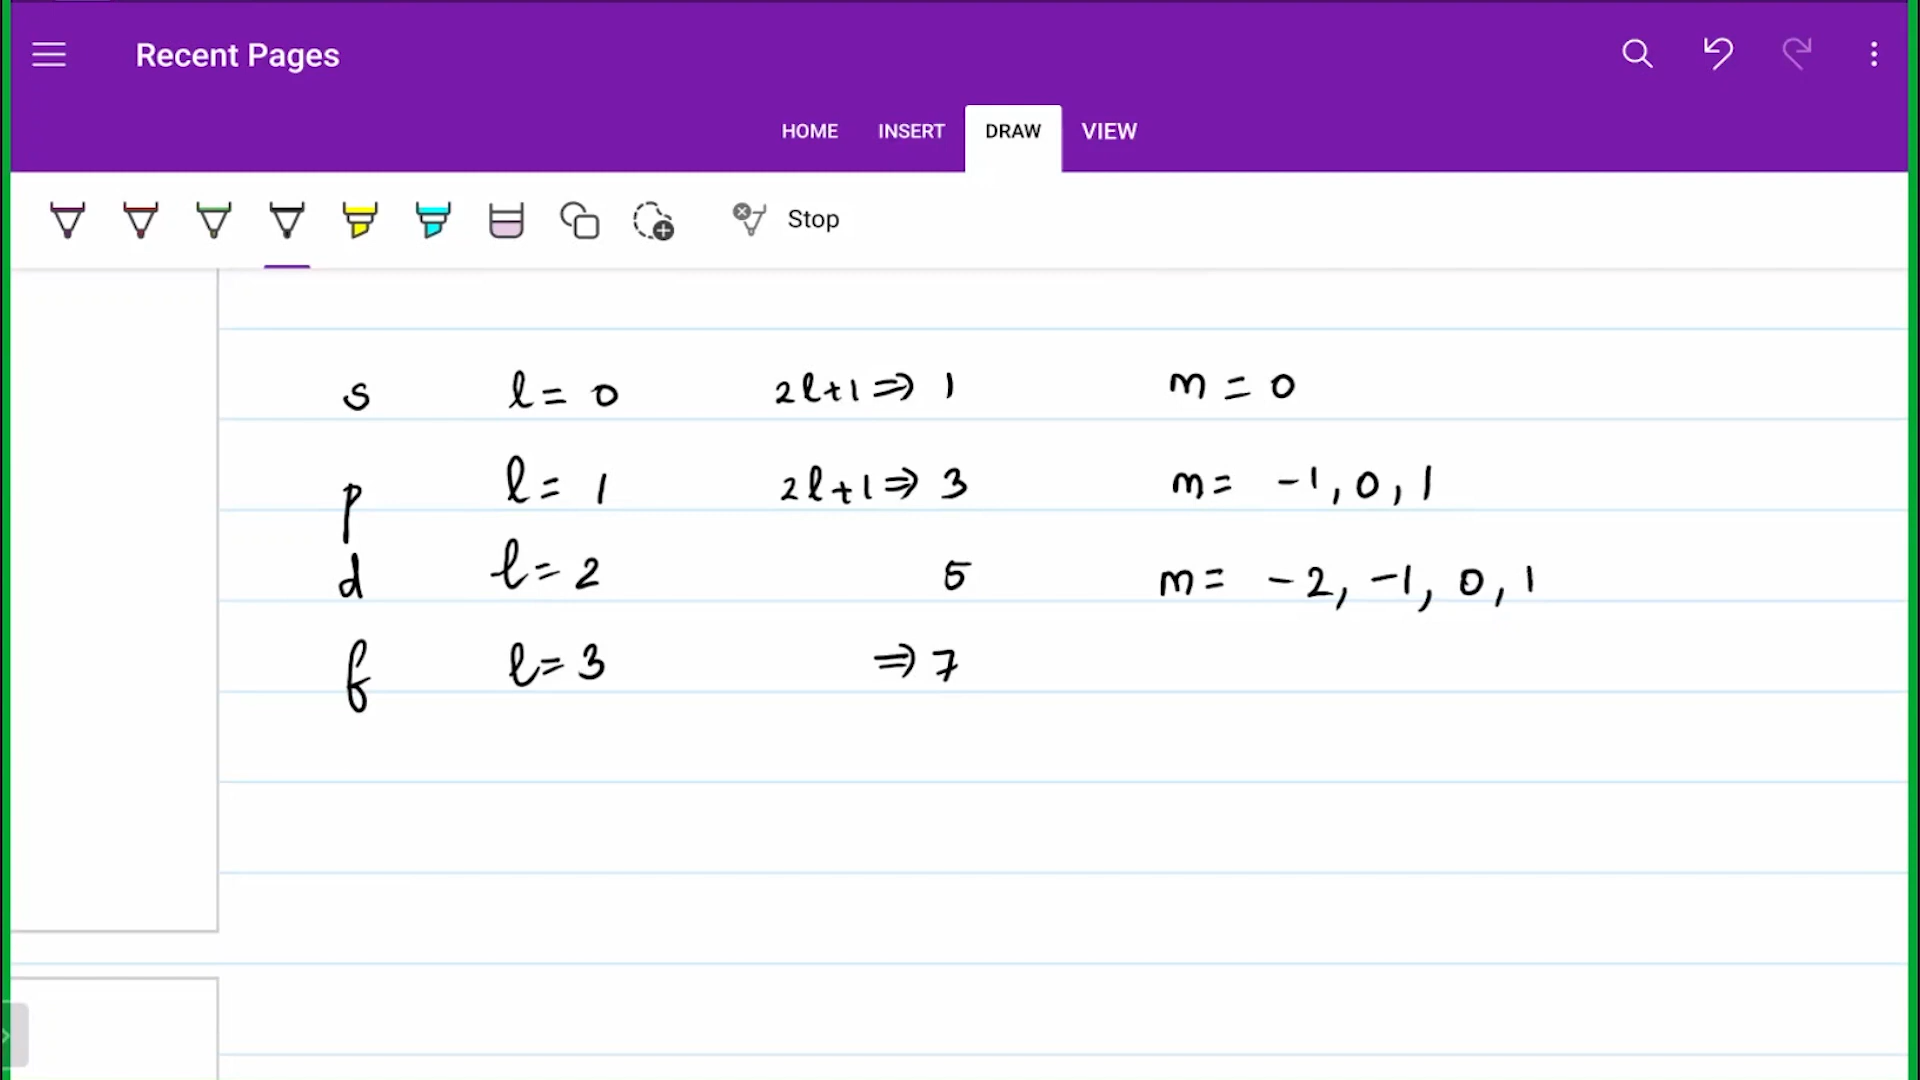 Recent Pages
HOME INSERT DRAW VIEW
Stop
s l = 0 2l+1 ⇒ 1 m = 0
p l = 1 2l+1 ⇒ 3 m = -1, 0, 1
d l = 2 5 m = -2, -1, 0, 1
f l = 3 ⇒ 7